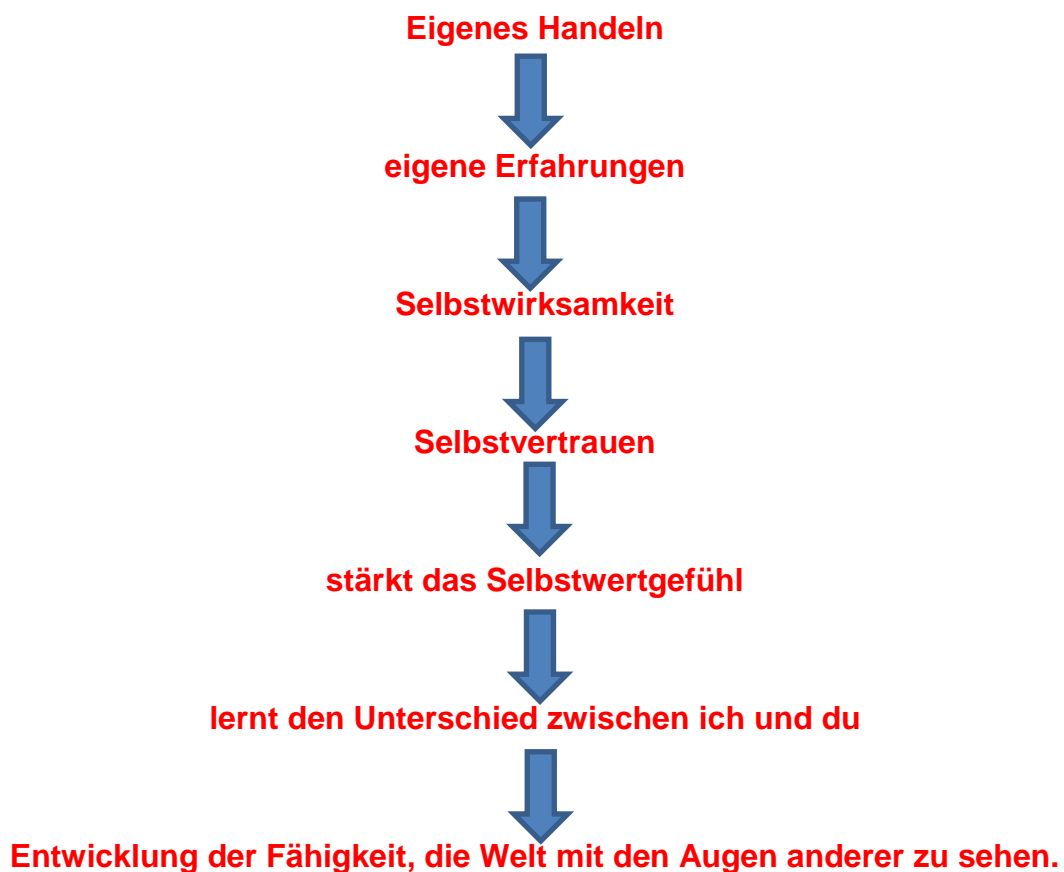 Eigenes Handeln
eigene Erfahrungen
Selbstwirksamkeit
Selbstvertrauen
stärkt das Selbstwertgefühl
lernt den Unterschied zwischen ich und du
Entwicklung der Fähigkeit, die Welt mit den Augen anderer zu sehen.